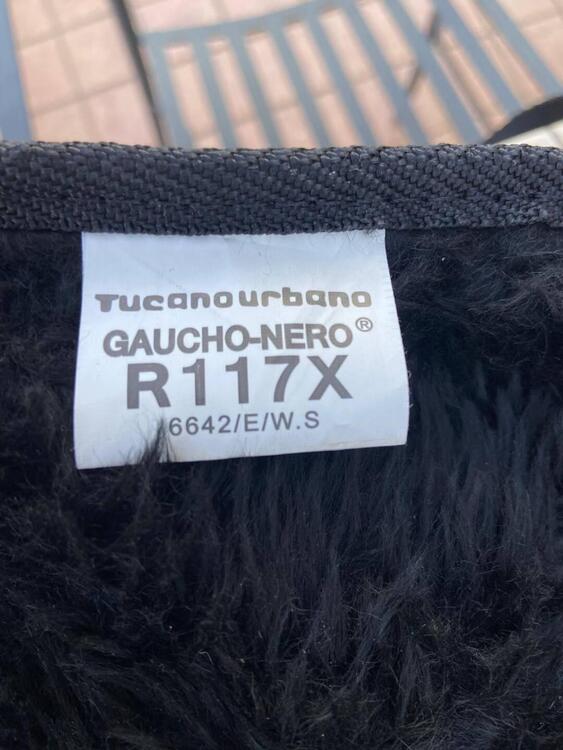 Tucanourbano
GAUCHO-NERO®
R117X
6642/E/W.S